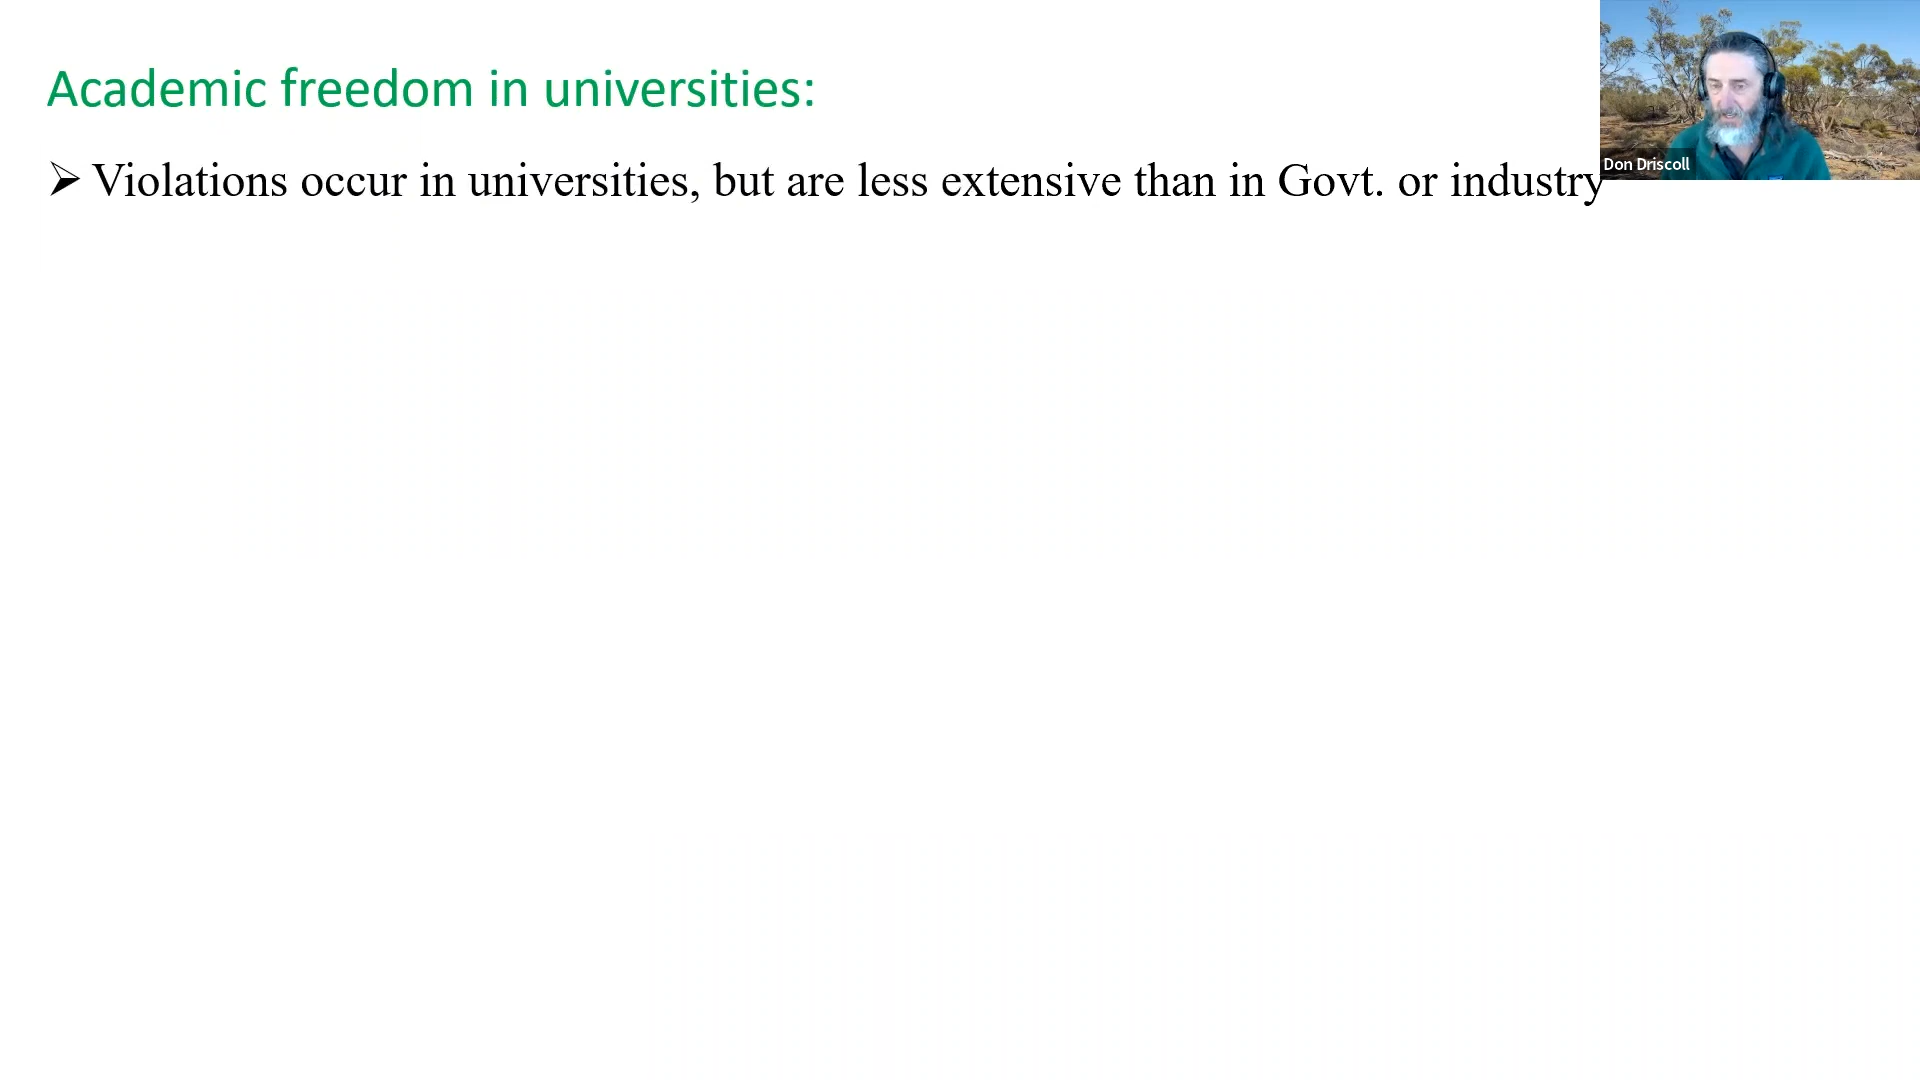 Academic freedom in universities:
➢ Violations occur in universities, but are less extensive than in Govt. or industry
Don Driscoll